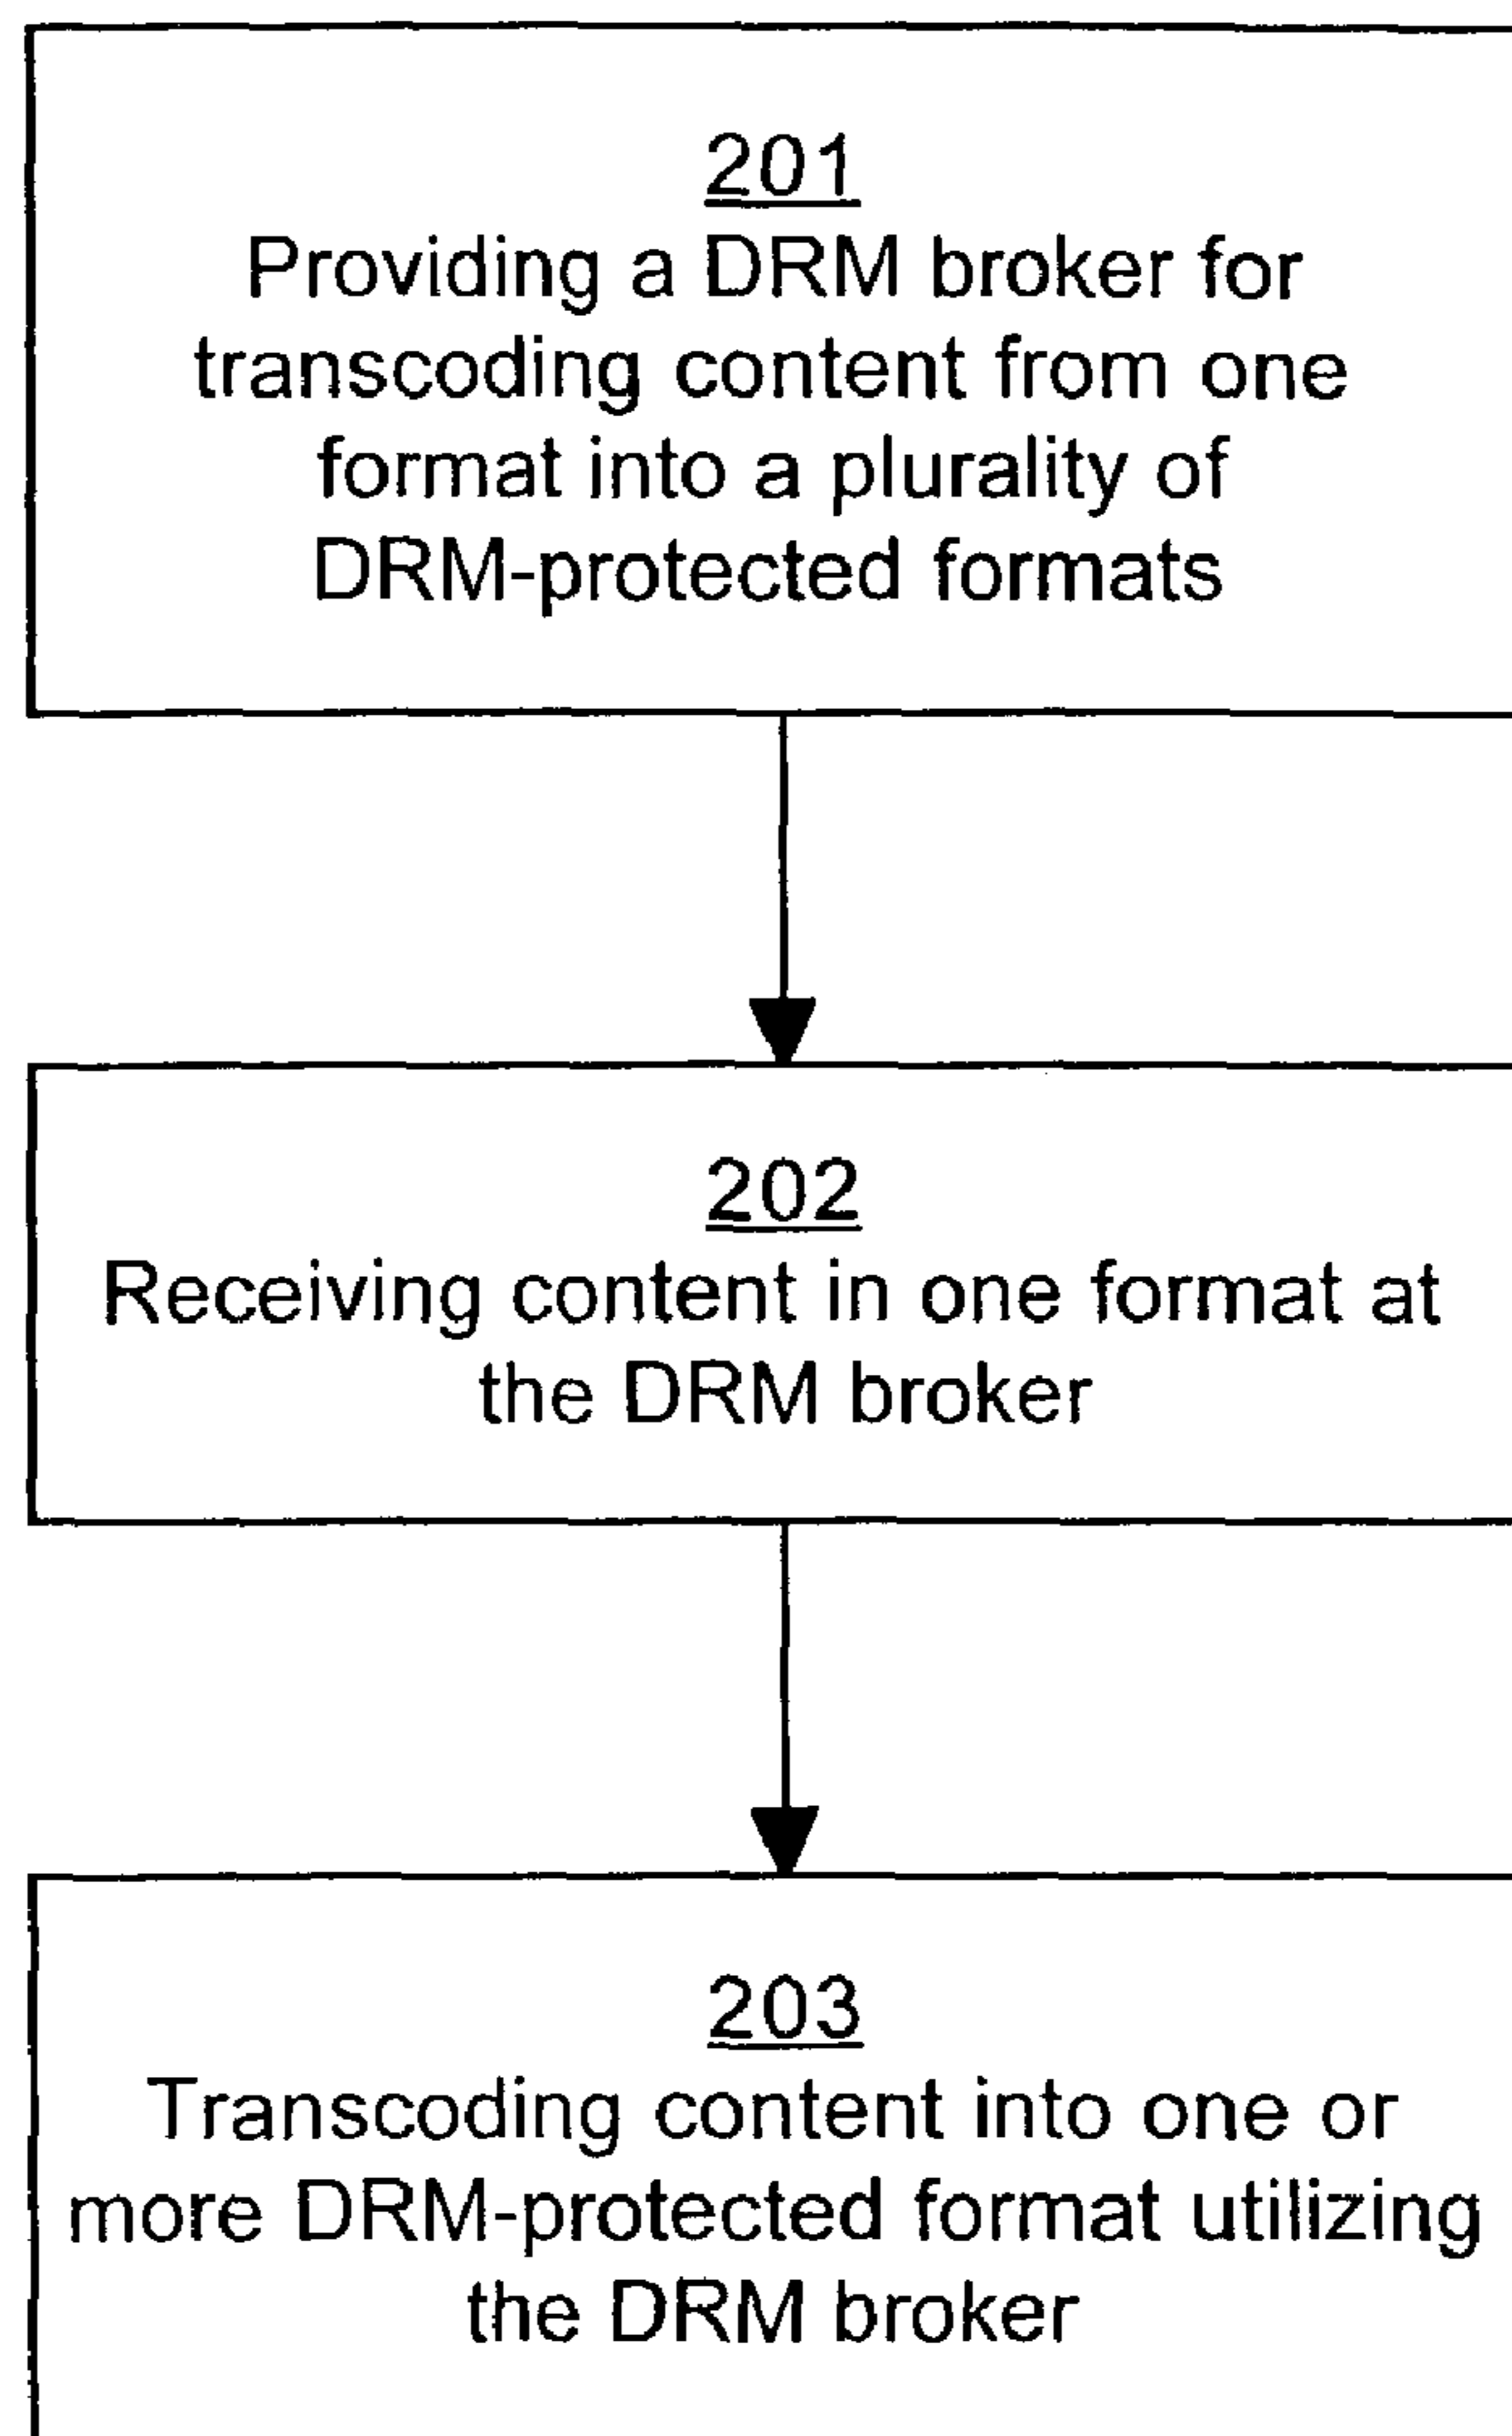 201
Providing a DRM broker for
transcoding content from one
format into a plurality of
DRM-protected formats
202
Receiving content in one format at
the DRM broker
203
Transcoding content into one or
more DRM-protected format utilizing
the DRM broker